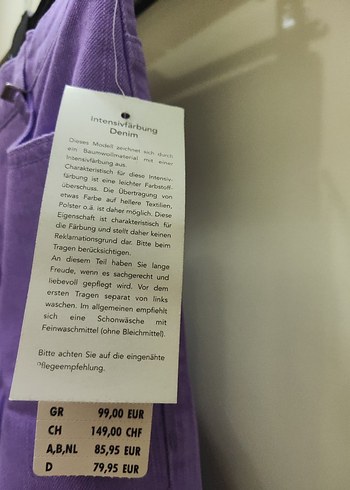 Intensivfärbung
Denim
Dieses Modell zeichnet sich durch
ein Baumwollmaterial mit einer
Intensivfärbung aus.
Charakteristisch für diese Intensiv-
färbung ist eine leichter Farbstoff-
überschuss. Die Übertragung von
etwas Farbe auf hellere Textilien,
Polster o.ä. ist daher möglich. Diese
Eigenschaft ist charakteristisch für
die Färbung und stellt daher keinen
Reklamationsgrund dar. Bitte beim
Tragen berücksichtigen.
An diesem Teil haben Sie lange
Freude, wenn es sachgerecht und
liebevoll gepflegt wird. Vor dem
ersten Tragen separat von links
waschen. Im allgemeinen empfiehlt
sich eine Schonwäsche mit
Feinwaschmittel (ohne Bleichmittel).
Bitte achten Sie auf die eingenähte
Pflegeempfehlung.
GR 99,00 EUR
CH 149,00 CHF
A,B,NL 85,95 EUR
D 79,95 EUR